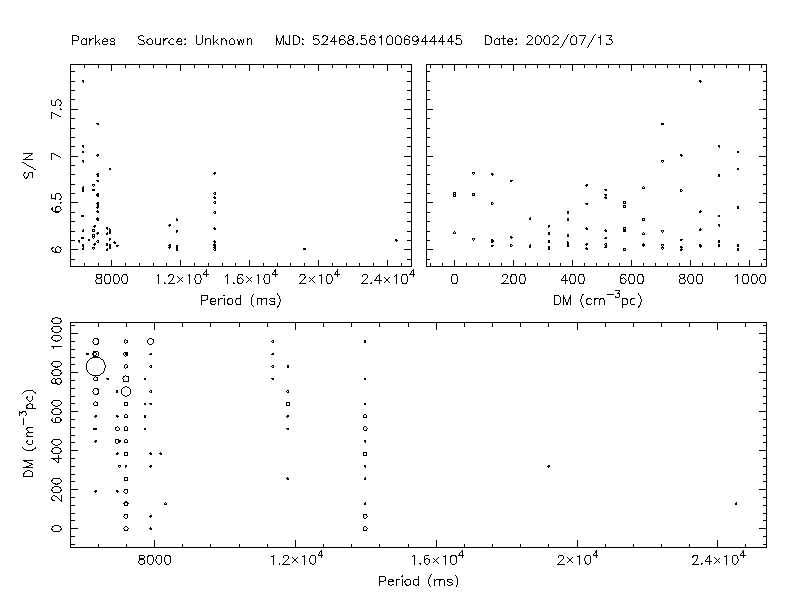 Parkes Source: Unknown MJD: 52468.561006944445 Date: 2002/07/13
S/N
6 6.5 7 7.5
8000 1.2×10⁴ 1.6×10⁴ 2×10⁴ 2.4×10⁴
Period (ms)
0 200 400 600 800 1000
DM (cm⁻³pc)
DM (cm⁻³pc)
0 200 400 600 800 1000
8000 1.2×10⁴ 1.6×10⁴ 2×10⁴ 2.4×10⁴
Period (ms)